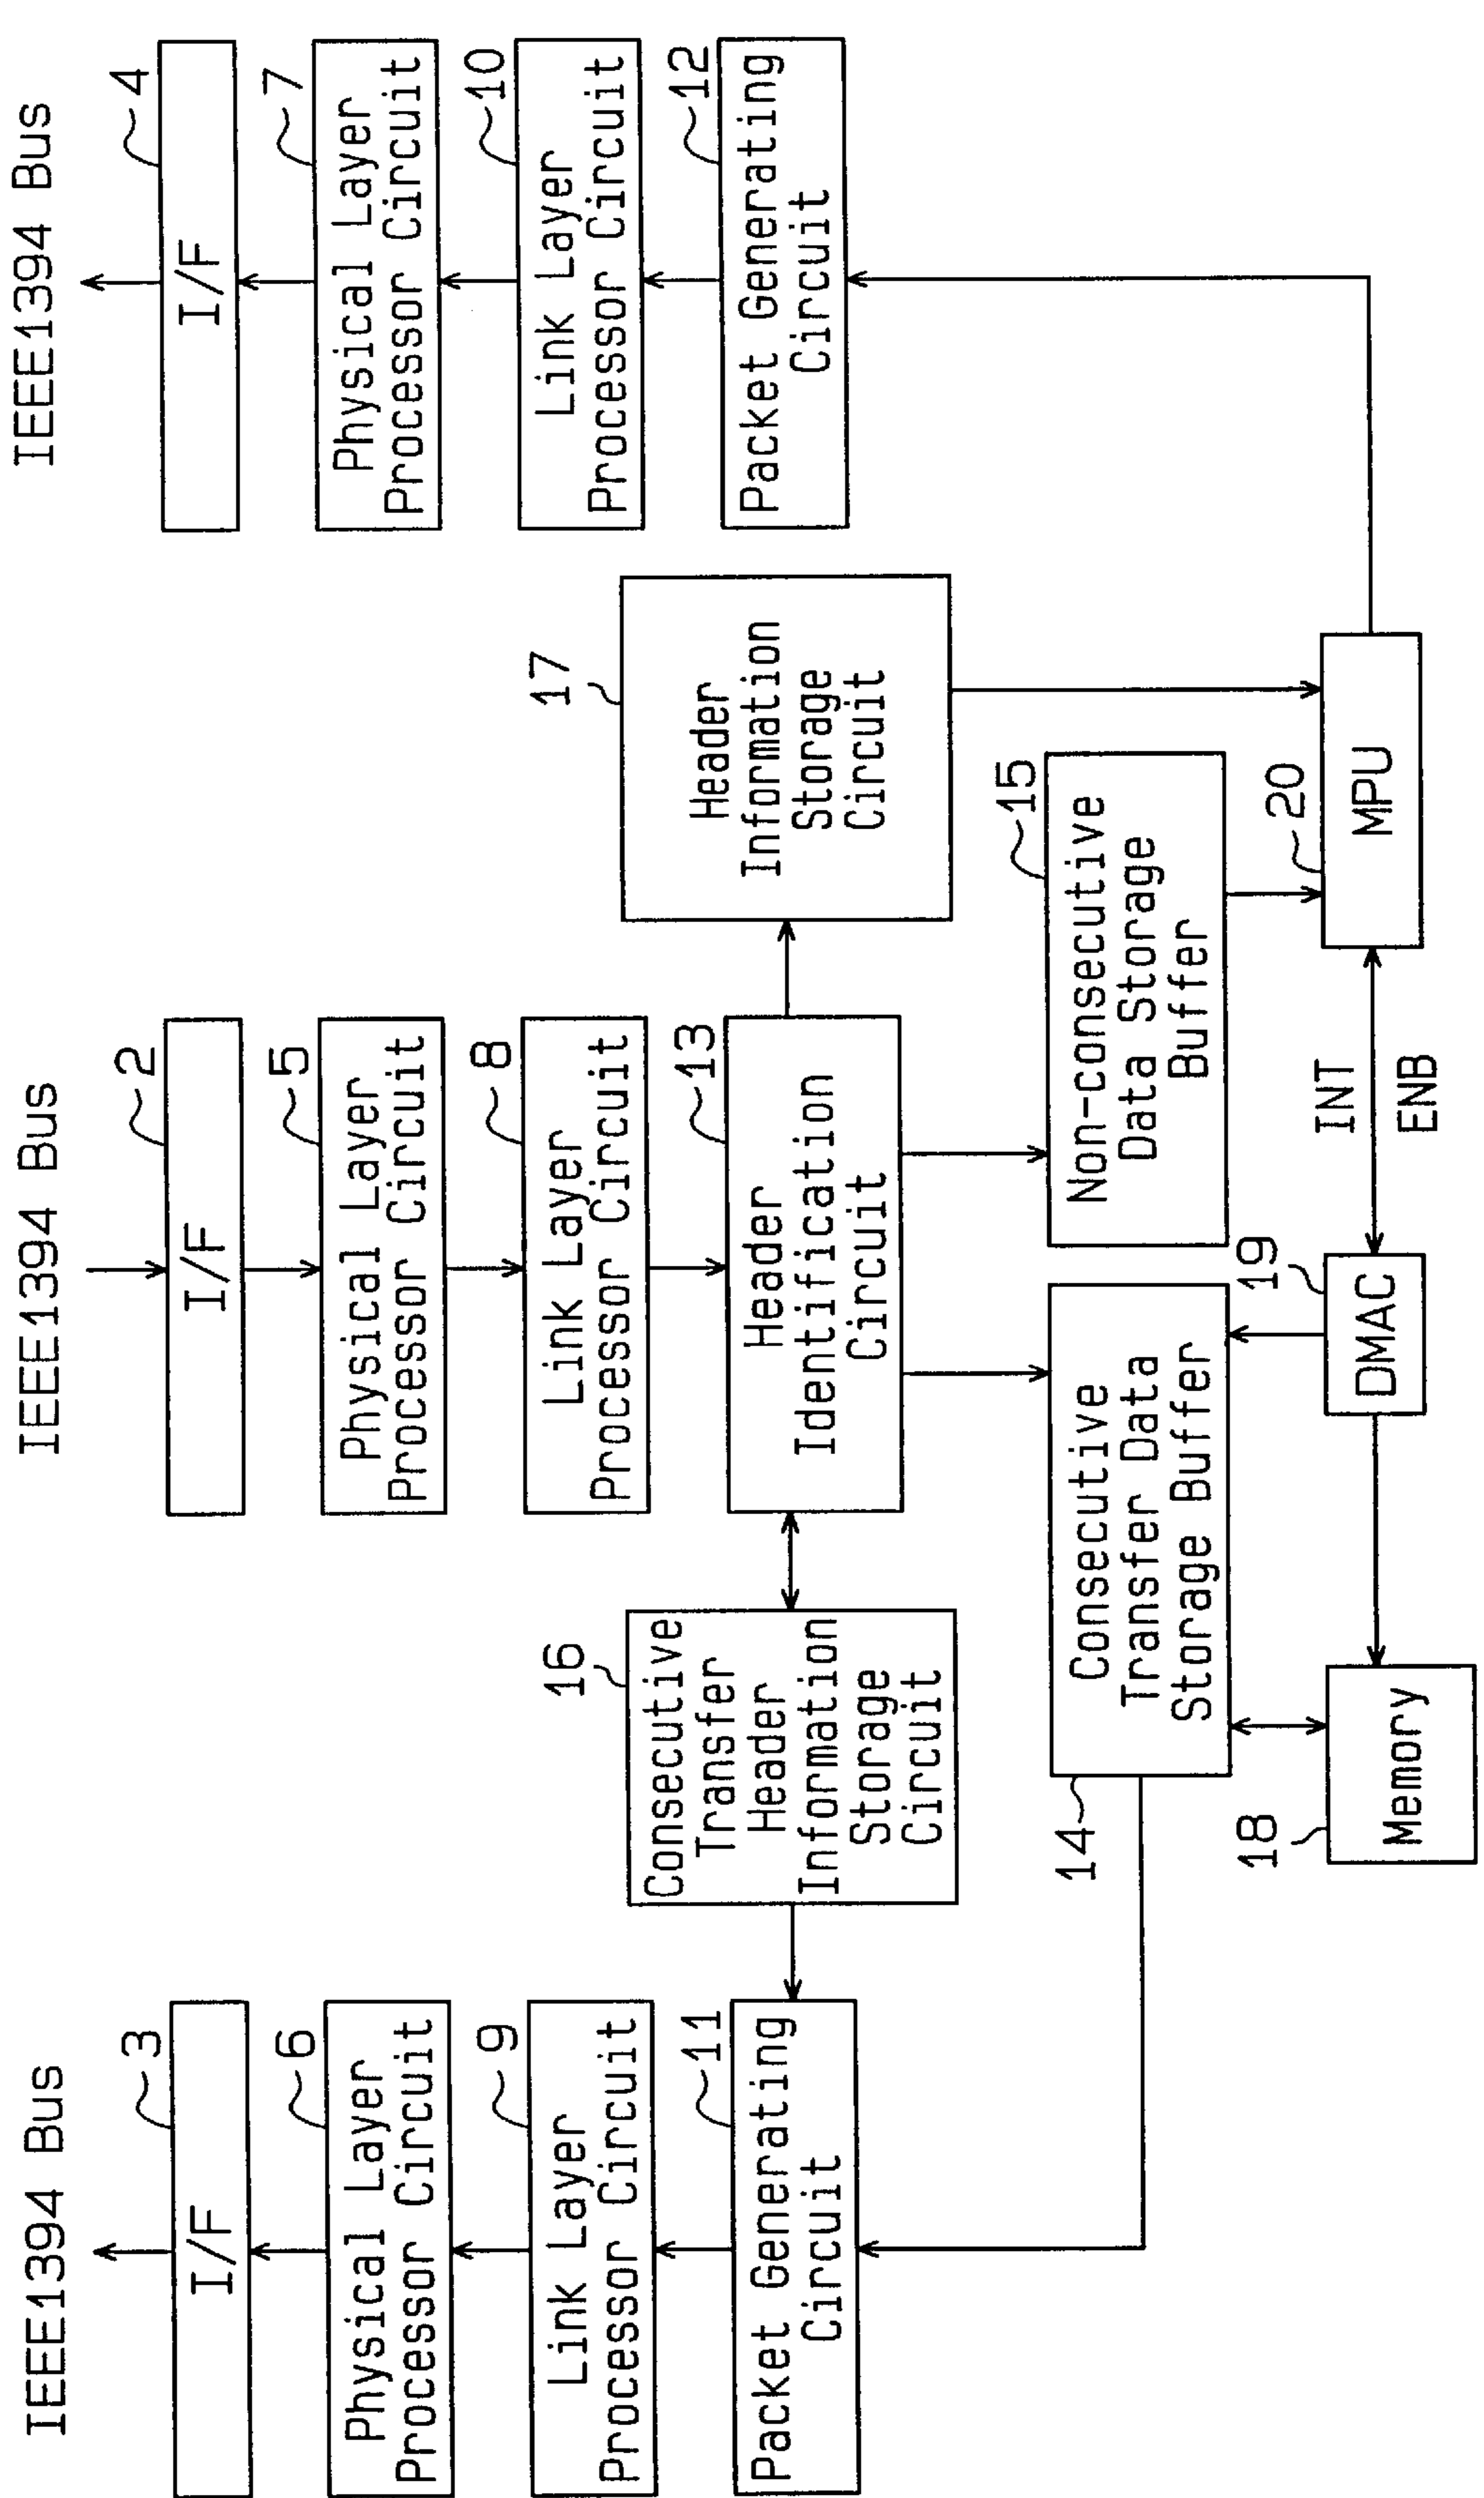 IEEE1394 Bus
3
I/F
6
Physical Layer
Processor Circuit
9
Link Layer
Processor Circuit
11
Packet Generating
Circuit
IEEE1394 Bus
2
I/F
5
Physical Layer
Processor Circuit
8
Link Layer
Processor Circuit
13
Header
Identification
Circuit
IEEE1394 Bus
4
I/F
7
Physical Layer
Processor Circuit
10
Link Layer
Processor Circuit
12
Packet Generating
Circuit
16
Consecutive
Transfer
Header
Information
Storage
Circuit
17
Header
Information
Storage
Circuit
14
Consecutive
Transfer Data
Storage Buffer
15
Non-consecutive
Data Storage
Buffer
18
Memory
19
DMAC
INT
ENB
20
MPU